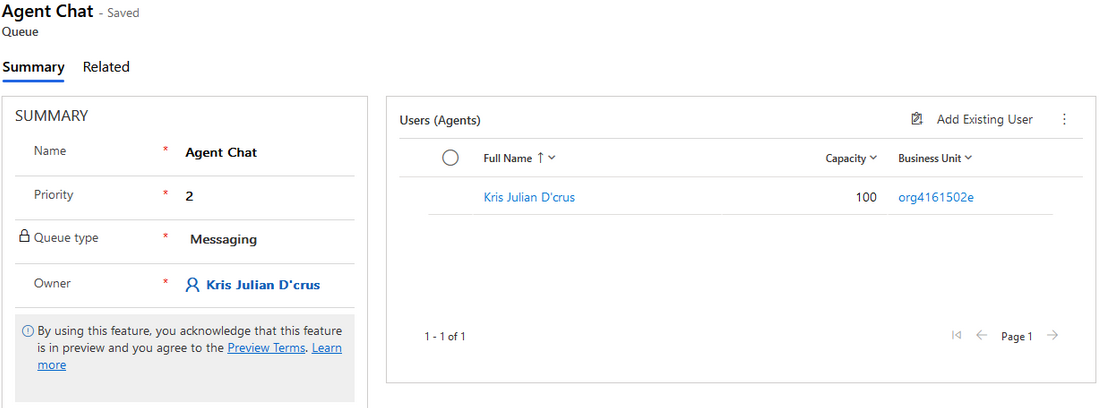 Agent Chat - Saved
Queue
Summary Related
SUMMARY
Name * Agent Chat
Priority * 2
Queue type * Messaging
Owner * Kris Julian D'crus
By using this feature, you acknowledge that this feature
is in preview and you agree to the Preview Terms. Learn
more
Users (Agents) Add Existing User
Full Name Capacity Business Unit
Kris Julian D'crus 100 org4161502e
1 - 1 of 1 Page 1